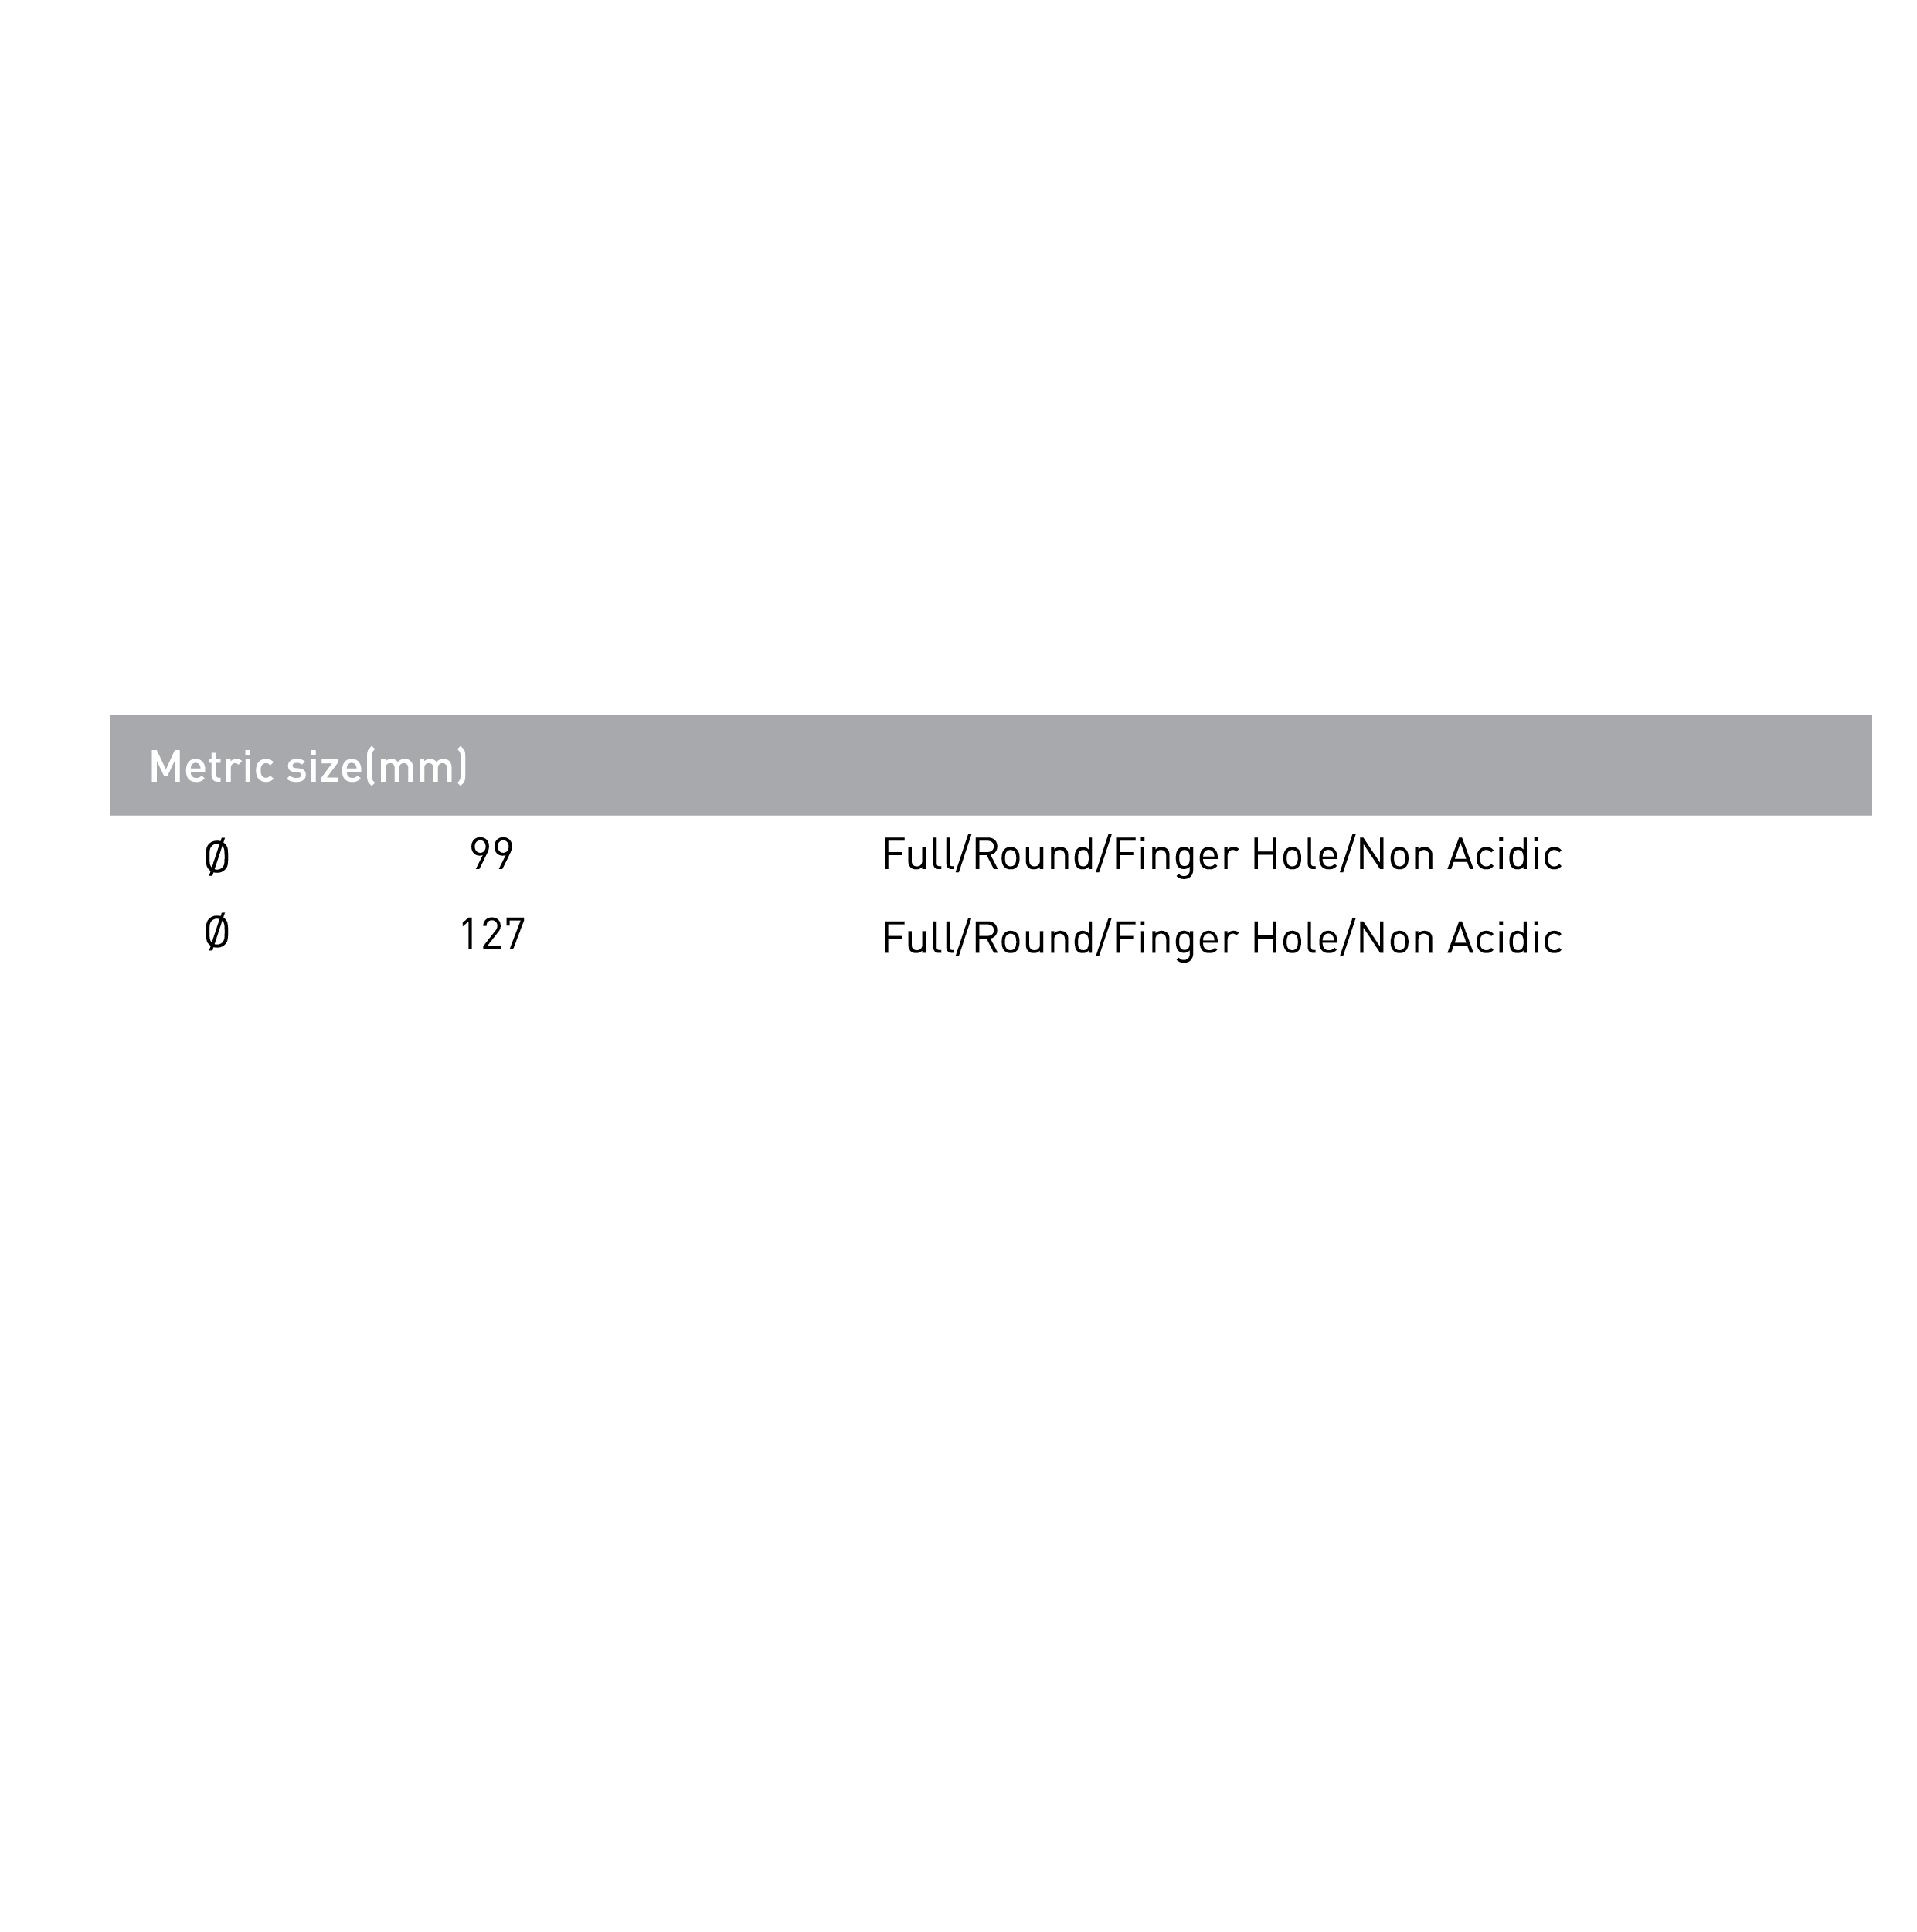 Metric size(mm)
Ø 99 Full/Round/Finger Hole/Non Acidic
Ø 127 Full/Round/Finger Hole/Non Acidic